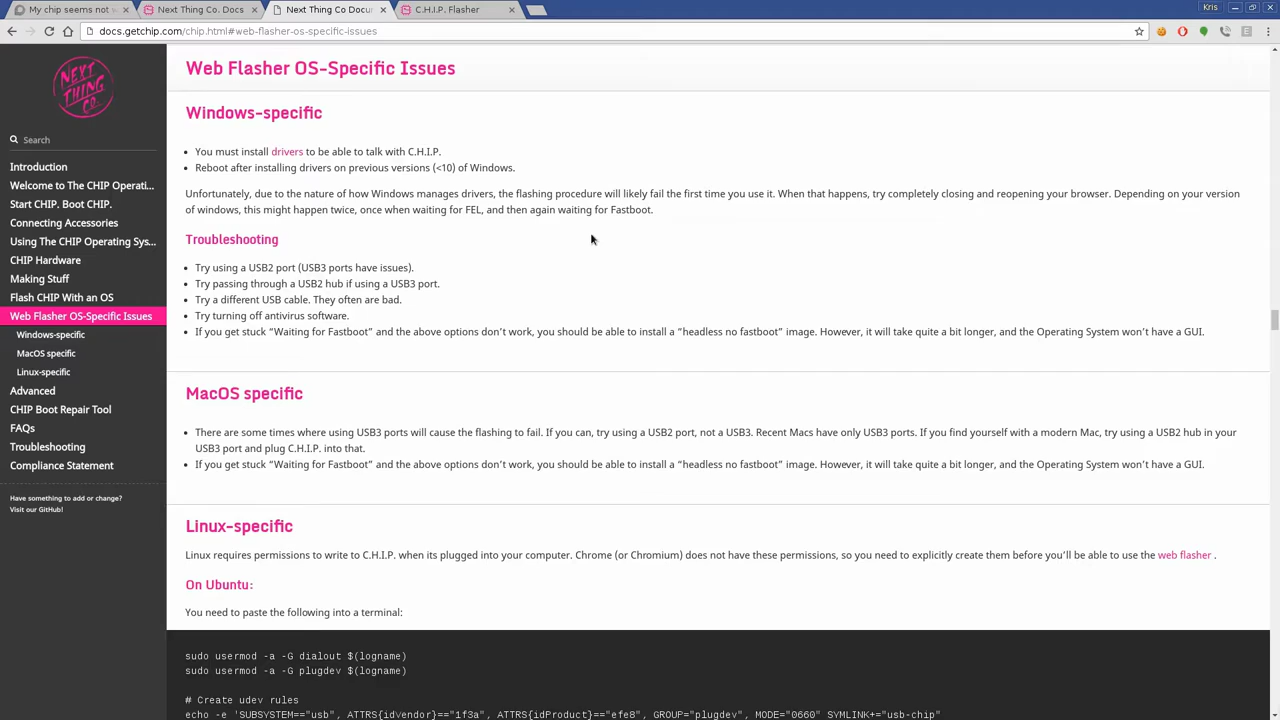 My chip seems not w
Next Thing Co. Docs
Next Thing Co Docu
C.H.I.P. Flasher
Kris
docs.getchip.com/chip.html#web-flasher-os-specific-issues
NEXT
THING
CO.
Search
Introduction
Welcome to The CHIP Operati...
Start CHIP. Boot CHIP.
Connecting Accessories
Using The CHIP Operating Sys...
CHIP Hardware
Making Stuff
Flash CHIP With an OS
Web Flasher OS-Specific Issues
Windows-specific
MacOS specific
Linux-specific
Advanced
CHIP Boot Repair Tool
FAQs
Troubleshooting
Compliance Statement
Have something to add or change?
Visit our GitHub!
Web Flasher OS-Specific Issues
Windows-specific
• You must install drivers to be able to talk with C.H.I.P.
• Reboot after installing drivers on previous versions (<10) of Windows.
Unfortunately, due to the nature of how Windows manages drivers, the flashing procedure will likely fail the first time you use it. When that happens, try completely closing and reopening your browser. Depending on your version
of windows, this might happen twice, once when waiting for FEL, and then again waiting for Fastboot.
Troubleshooting
• Try using a USB2 port (USB3 ports have issues).
• Try passing through a USB2 hub if using a USB3 port.
• Try a different USB cable. They often are bad.
• Try turning off antivirus software.
• If you get stuck “Waiting for Fastboot” and the above options don’t work, you should be able to install a “headless no fastboot” image. However, it will take quite a bit longer, and the Operating System won’t have a GUI.
MacOS specific
• There are some times where using USB3 ports will cause the flashing to fail. If you can, try using a USB2 port, not a USB3. Recent Macs have only USB3 ports. If you find yourself with a modern Mac, try using a USB2 hub in your
USB3 port and plug C.H.I.P. into that.
• If you get stuck “Waiting for Fastboot” and the above options don’t work, you should be able to install a “headless no fastboot” image. However, it will take quite a bit longer, and the Operating System won’t have a GUI.
Linux-specific
Linux requires permissions to write to C.H.I.P. when its plugged into your computer. Chrome (or Chromium) does not have these permissions, so you need to explicitly create them before you’ll be able to use the web flasher .
On Ubuntu:
You need to paste the following into a terminal:
sudo usermod -a -G dialout $(logname)
sudo usermod -a -G plugdev $(logname)
# Create udev rules
echo -e 'SUBSYSTEM=="usb", ATTRS{idVendor}=="1f3a", ATTRS{idProduct}=="efe8", GROUP="plugdev", MODE="0660" SYMLINK+="usb-chip"